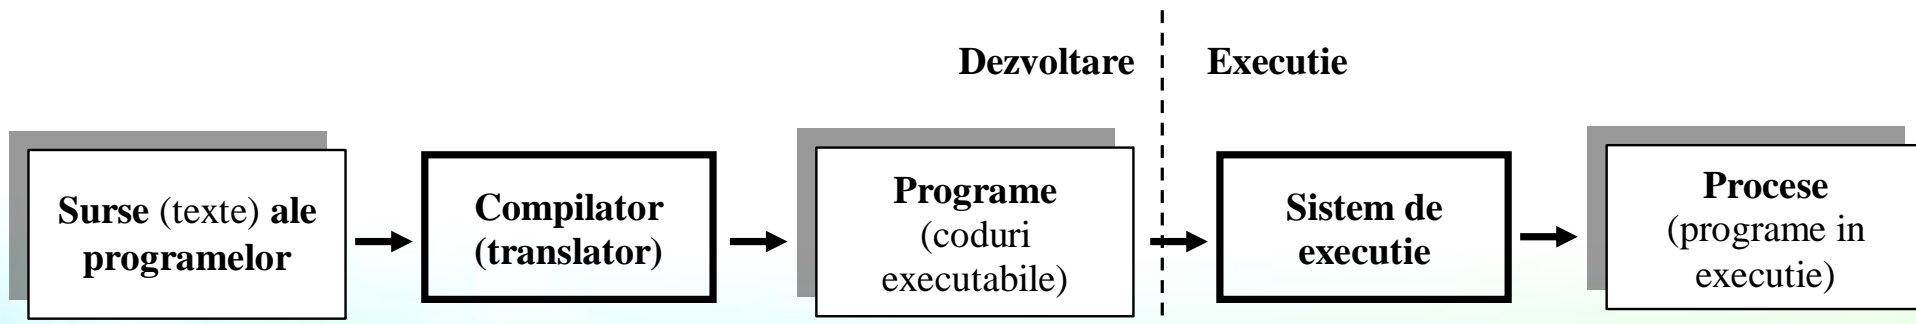 Dezvoltare
Executie
Surse (texte) ale
programelor
Compilator
(translator)
Programe
(coduri
executabile)
Sistem de
executie
Procese
(programe in
executie)